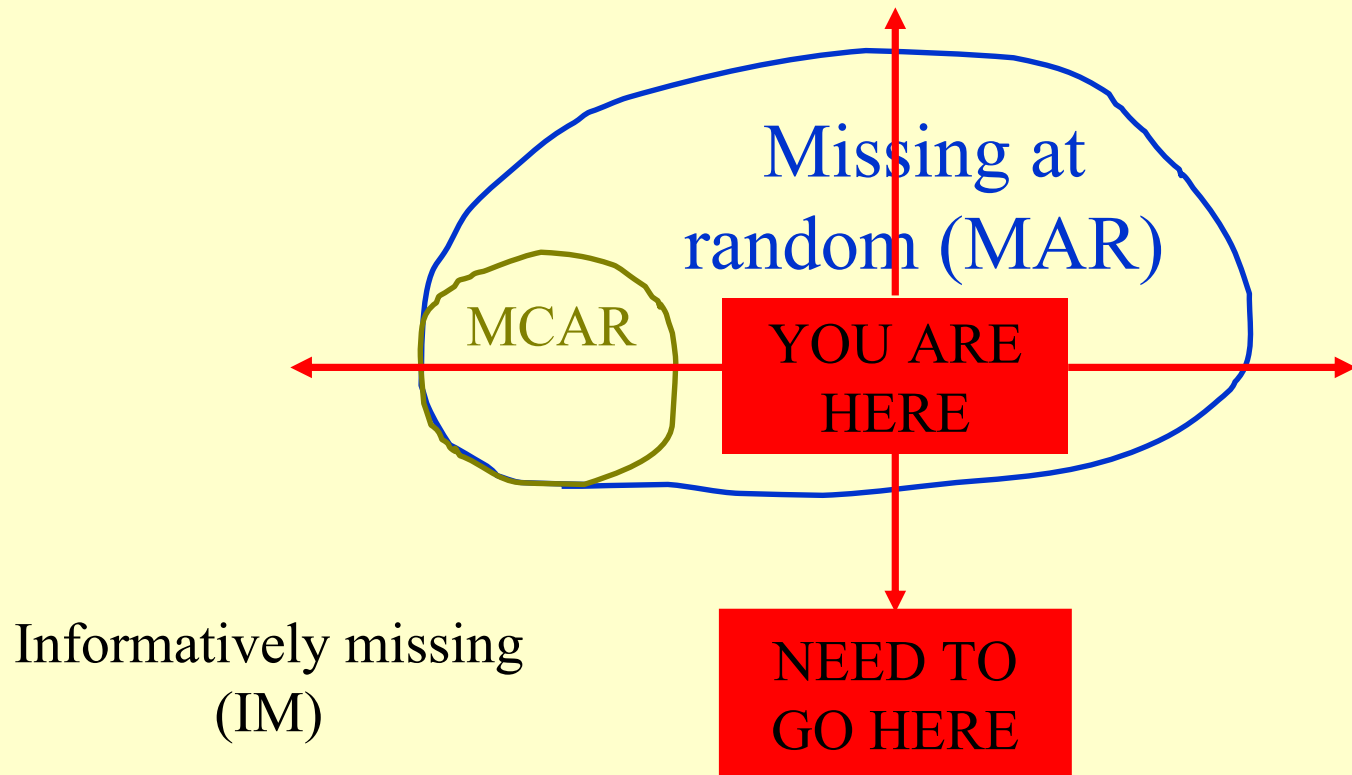 Missing at
random (MAR)
MCAR
YOU ARE
HERE
Informatively missing
(IM)
NEED TO
GO HERE